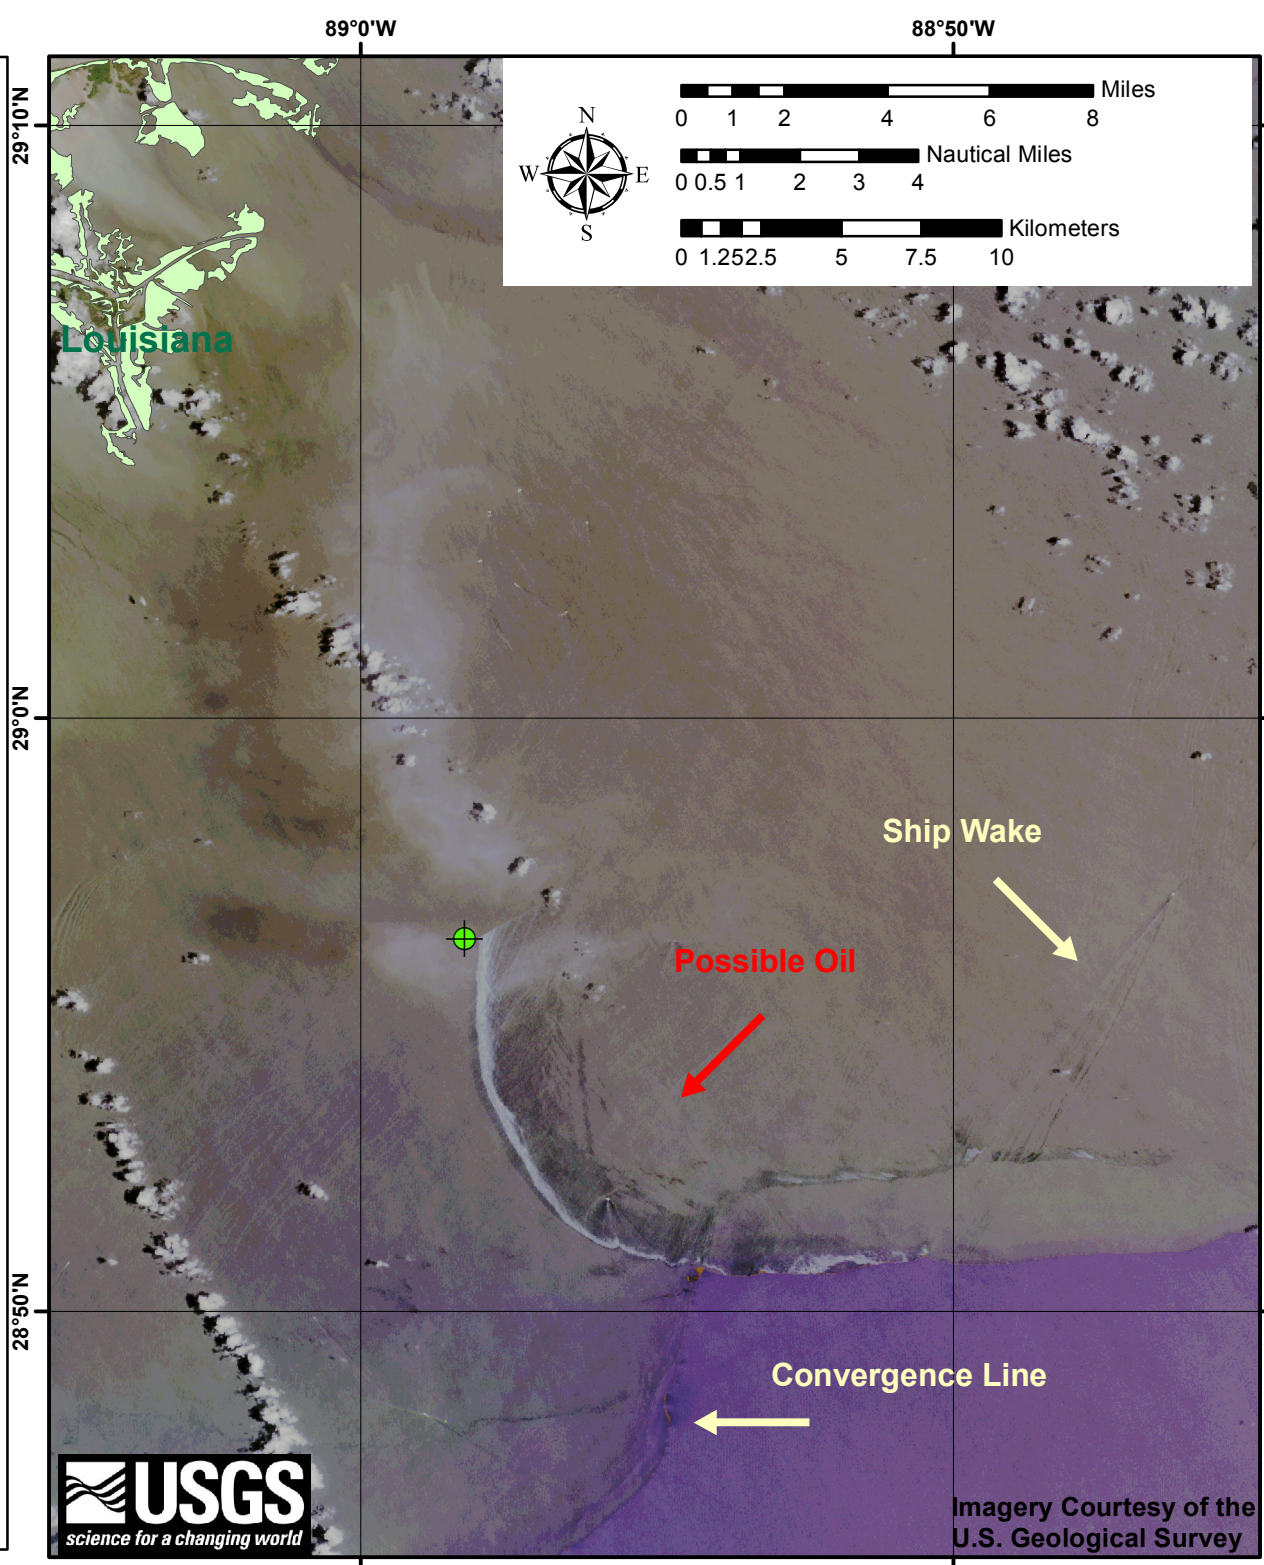 89°0'W
88°50'W
29°10'N
Miles
0 1 2 4 6 8
N
W E
S
Nautical Miles
0 0.5 1 2 3 4
Kilometers
0 1.25 2.5 5 7.5 10
Louisiana
29°0'N
Ship Wake
Possible Oil
28°50'N
Convergence Line
USGS
science for a changing world
Imagery Courtesy of the
U.S. Geological Survey